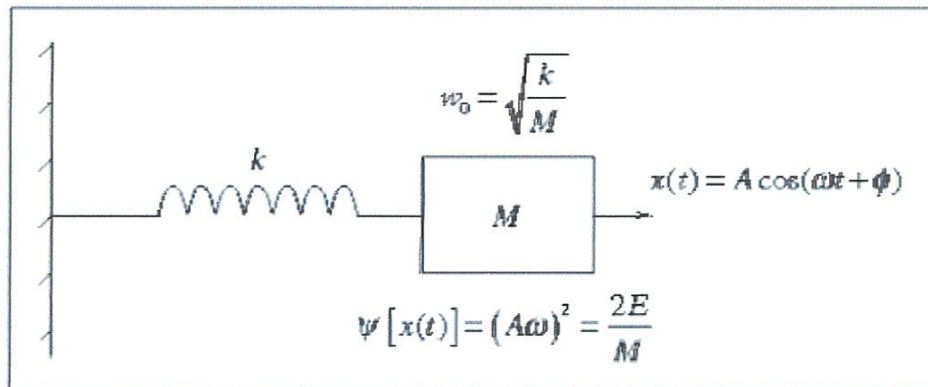 w₀ = √(k/M)
k
x(t) = A cos(ωt + ϕ)
M
ψ[x(t)] = (Aω)² = 2E/M